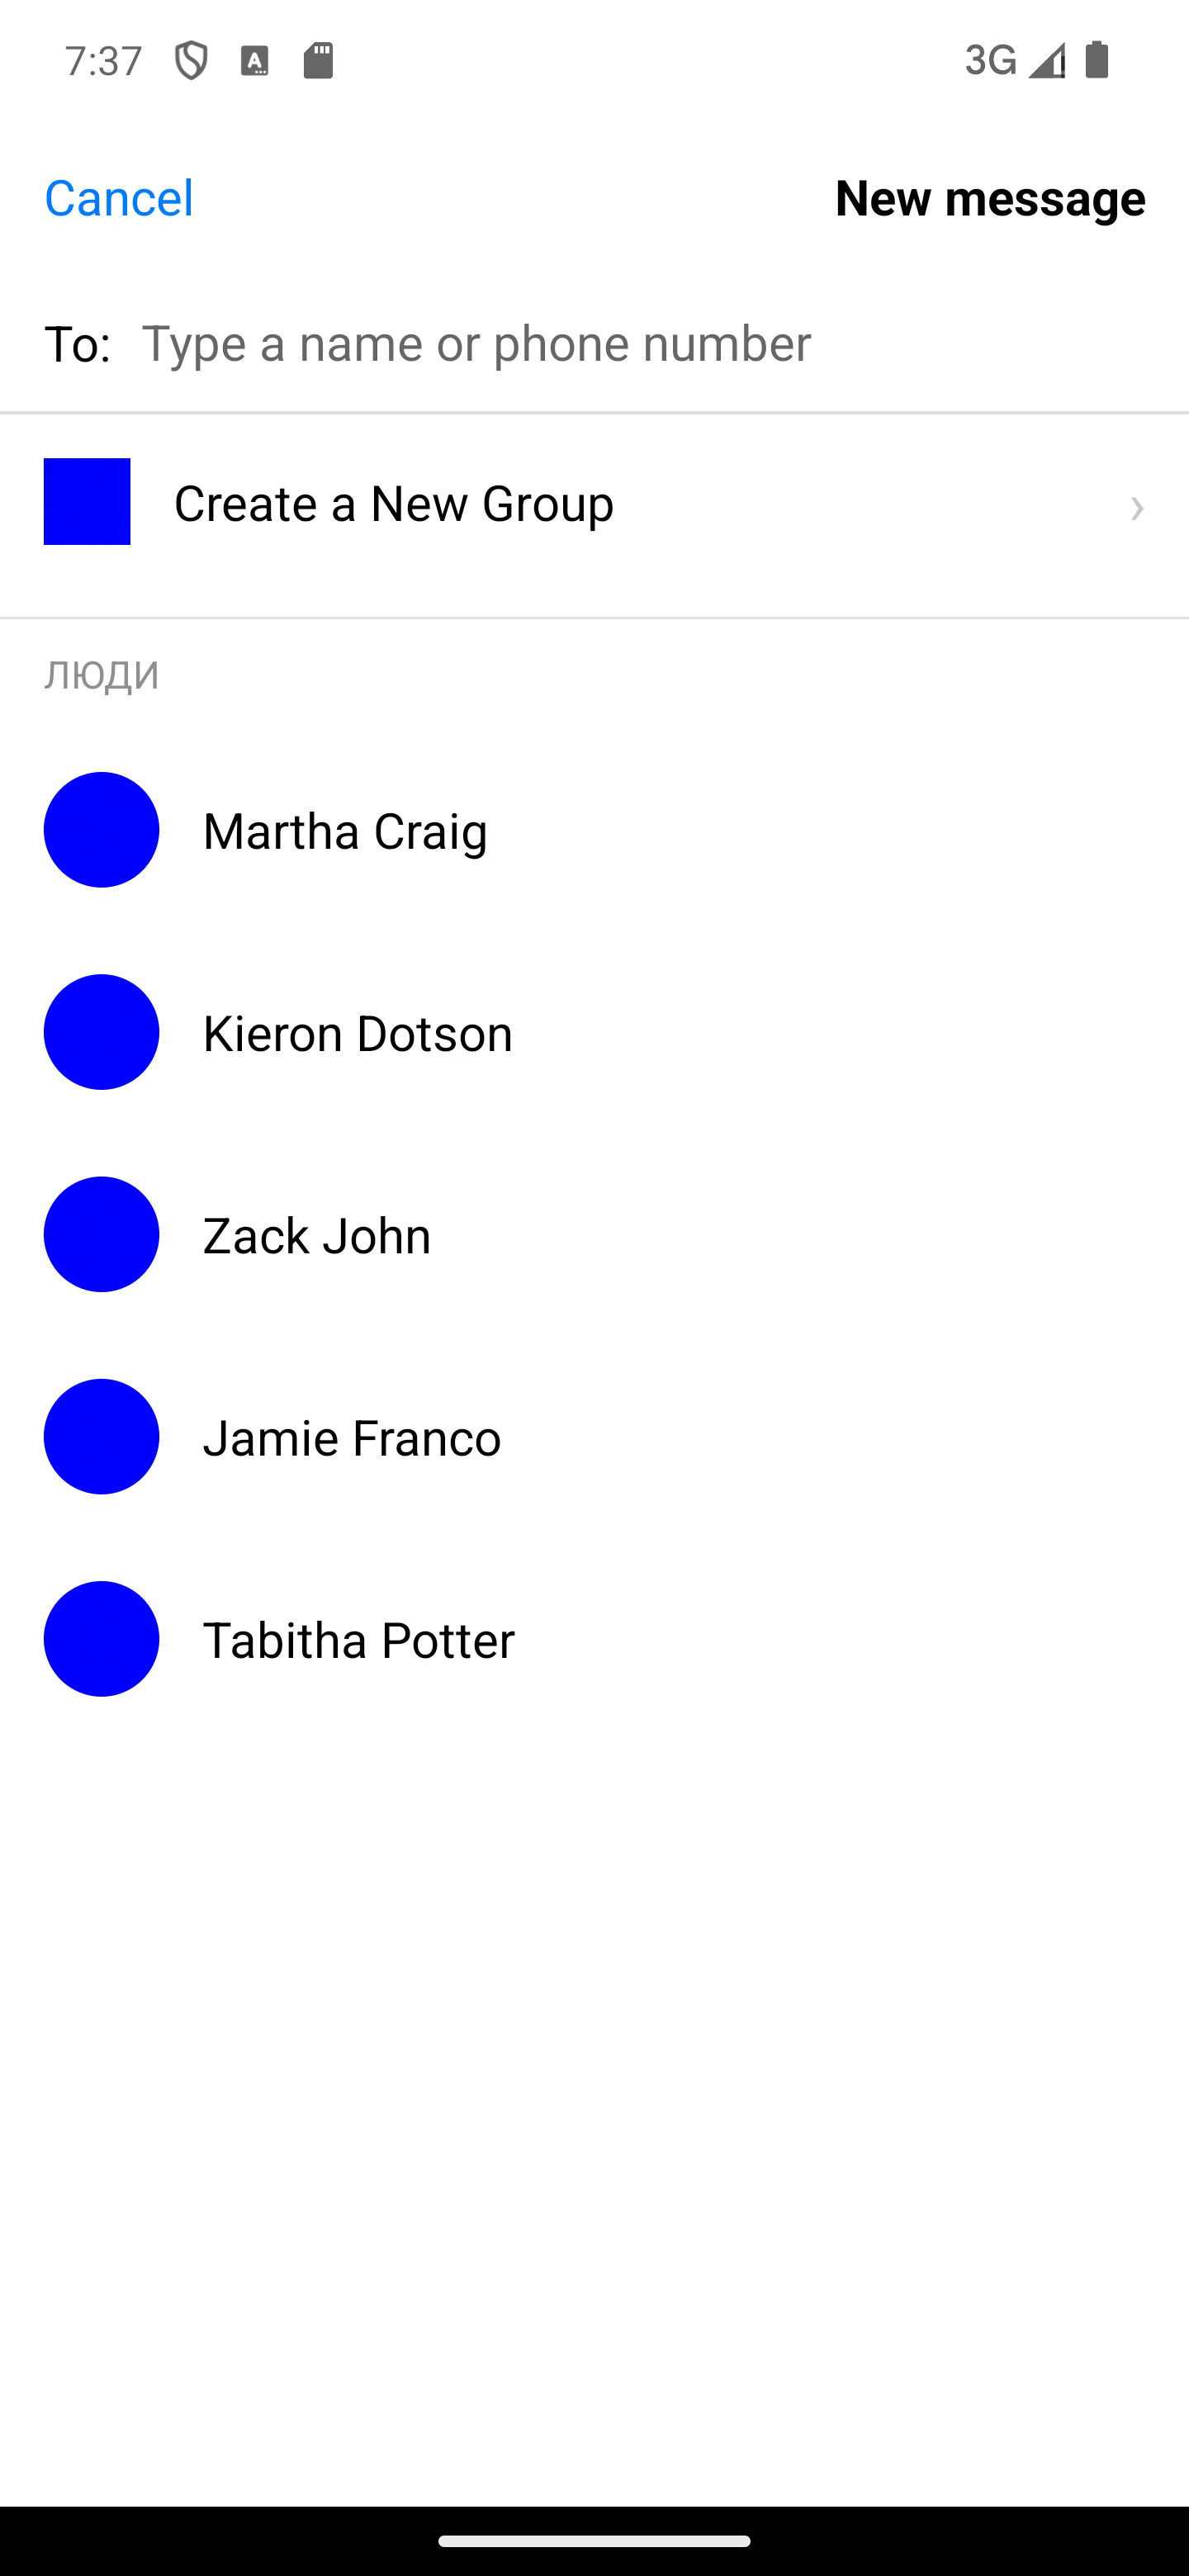 7:37
3G
Cancel
New message
To: Type a name or phone number
Create a New Group ›
ЛЮДИ
Martha Craig
Kieron Dotson
Zack John
Jamie Franco
Tabitha Potter